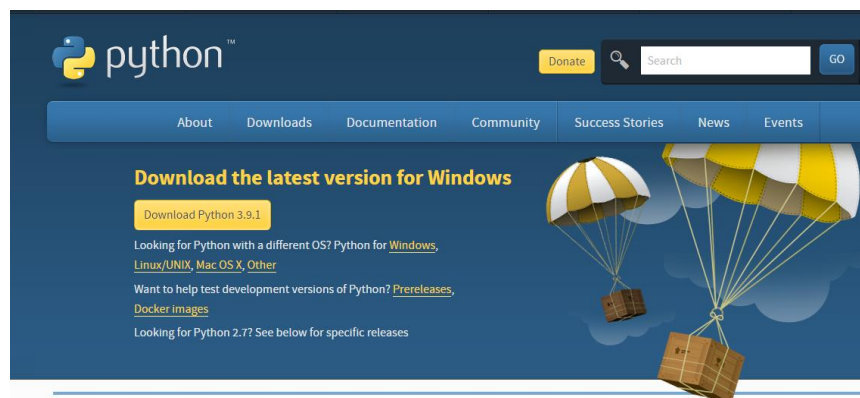 python™
Donate
Search
GO
About Downloads Documentation Community Success Stories News Events
Download the latest version for Windows
Download Python 3.9.1
Looking for Python with a different OS? Python for Windows,
Linux/UNIX, Mac OS X, Other
Want to help test development versions of Python? Prereleases,
Docker images
Looking for Python 2.7? See below for specific releases